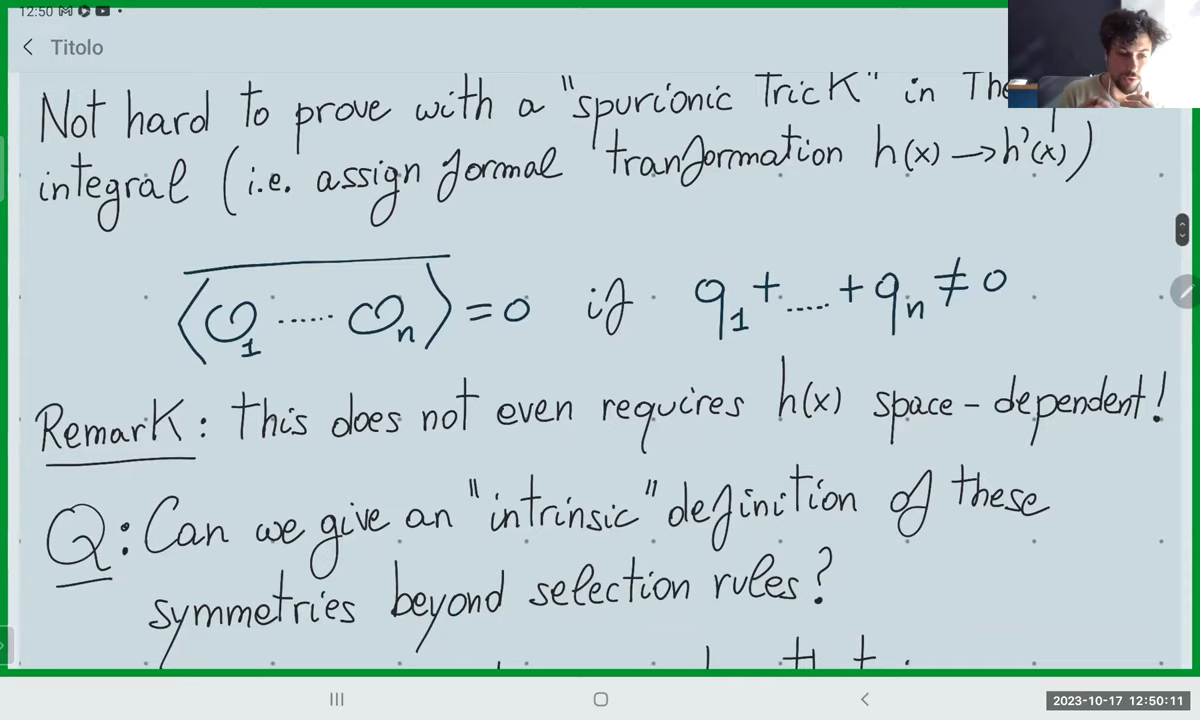 12:50
Titolo
Not hard to prove with a "spurionic Trick" in The
integral (i.e. assign formal tranformation h(x) → h'(x))
⟨O₁ ...... Oₙ⟩ = 0 if q₁ + ..... + qₙ ≠ 0
Remark: this does not even requires h(x) space-dependent!
Q: Can we give an "intrinsic" definition of these
symmetries beyond selection rules?
2023-10-17 12:50:11